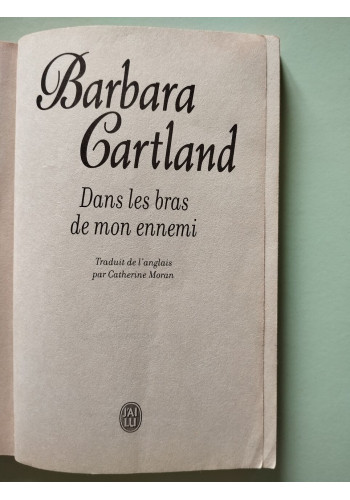 Barbara
Cartland
Dans les bras
de mon ennemi
Traduit de l'anglais
par Catherine Moran
J'AI
LU